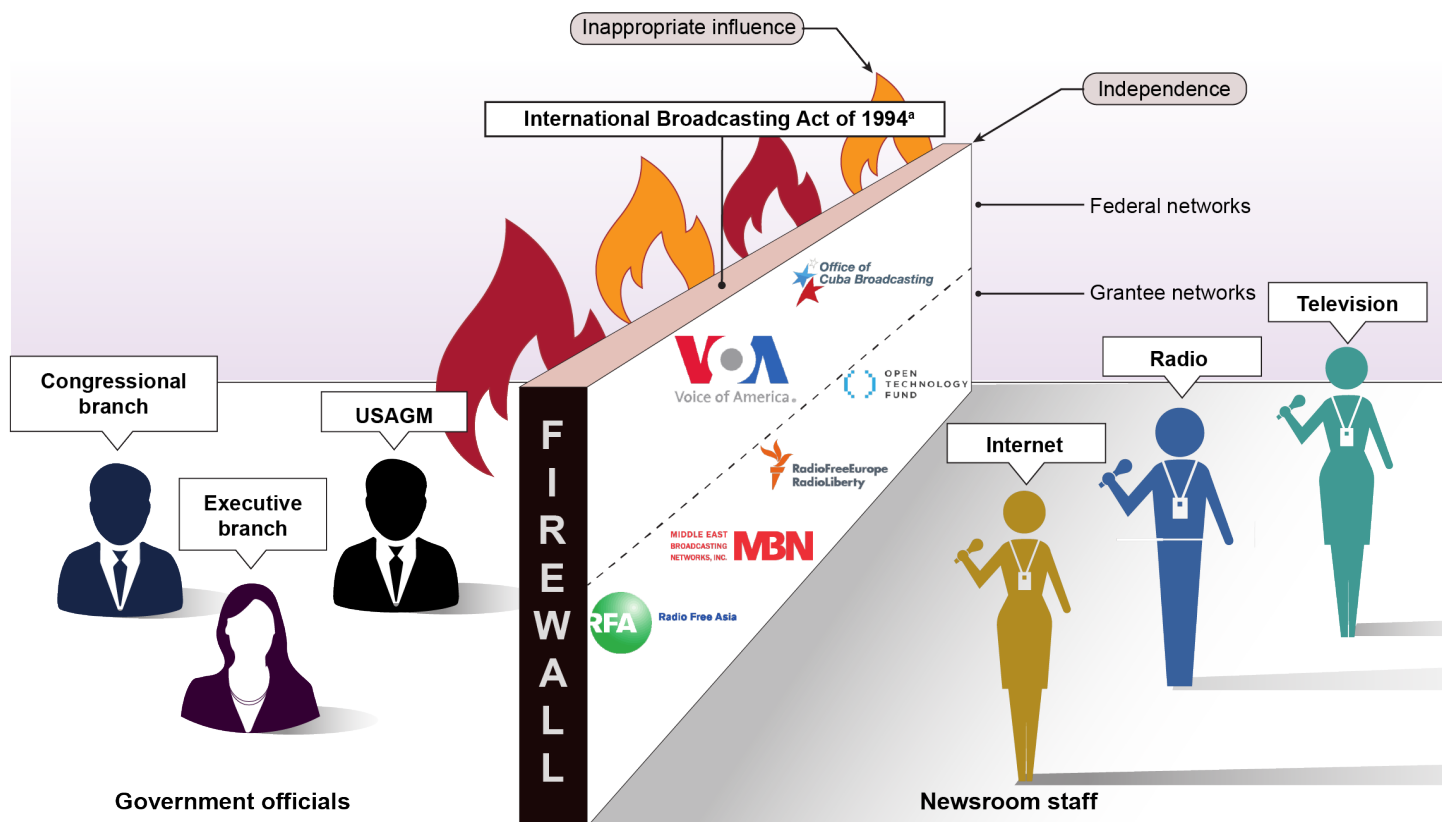 Inappropriate influence
Independence
International Broadcasting Act of 1994ᵃ
Federal networks
Grantee networks
Office of
Cuba Broadcasting
VOA
Voice of America®
OPEN
TECHNOLOGY
FUND
RadioFreeEurope
RadioLiberty
MIDDLE EAST
BROADCASTING
NETWORKS, INC.
MBN
RFA
Radio Free Asia
FIREWALL
Congressional
branch
Executive
branch
USAGM
Internet
Radio
Television
Government officials
Newsroom staff